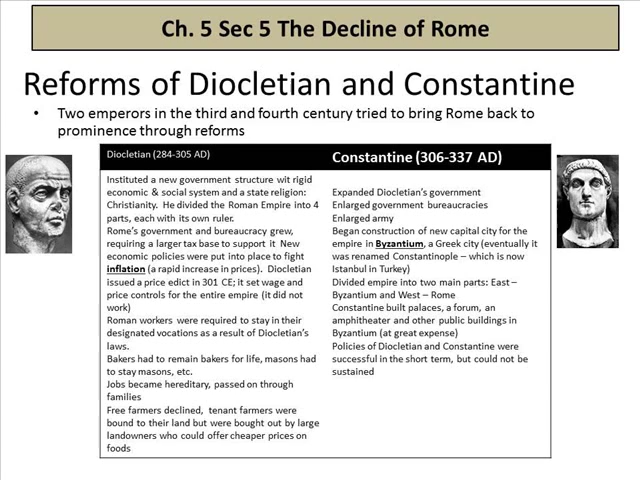 Ch. 5 Sec 5 The Decline of Rome
Reforms of Diocletian and Constantine
• Two emperors in the third and fourth century tried to bring Rome back to
prominence through reforms
Diocletian (284-305 AD)
Instituted a new government structure wit rigid
economic & social system and a state religion:
Christianity. He divided the Roman Empire into 4
parts, each with its own ruler.
Rome's government and bureaucracy grew,
requiring a larger tax base to support it New
economic policies were put into place to fight
inflation (a rapid increase in prices). Diocletian
issued a price edict in 301 CE; it set wage and
price controls for the entire empire (it did not
work)
Roman workers were required to stay in their
designated vocations as a result of Diocletian's
laws.
Bakers had to remain bakers for life, masons had
to stay masons, etc.
Jobs became hereditary, passed on through
families
Free farmers declined, tenant farmers were
bound to their land but were bought out by large
landowners who could offer cheaper prices on
foods
Constantine (306-337 AD)
Expanded Diocletian's government
Enlarged government bureaucracies
Enlarged army
Began construction of new capital city for the
empire in Byzantium, a Greek city (eventually it
was renamed Constantinople – which is now
Istanbul in Turkey)
Divided empire into two main parts: East –
Byzantium and West – Rome
Constantine built palaces, a forum, an
amphitheater and other public buildings in
Byzantium (at great expense)
Policies of Diocletian and Constantine were
successful in the short term, but could not be
sustained